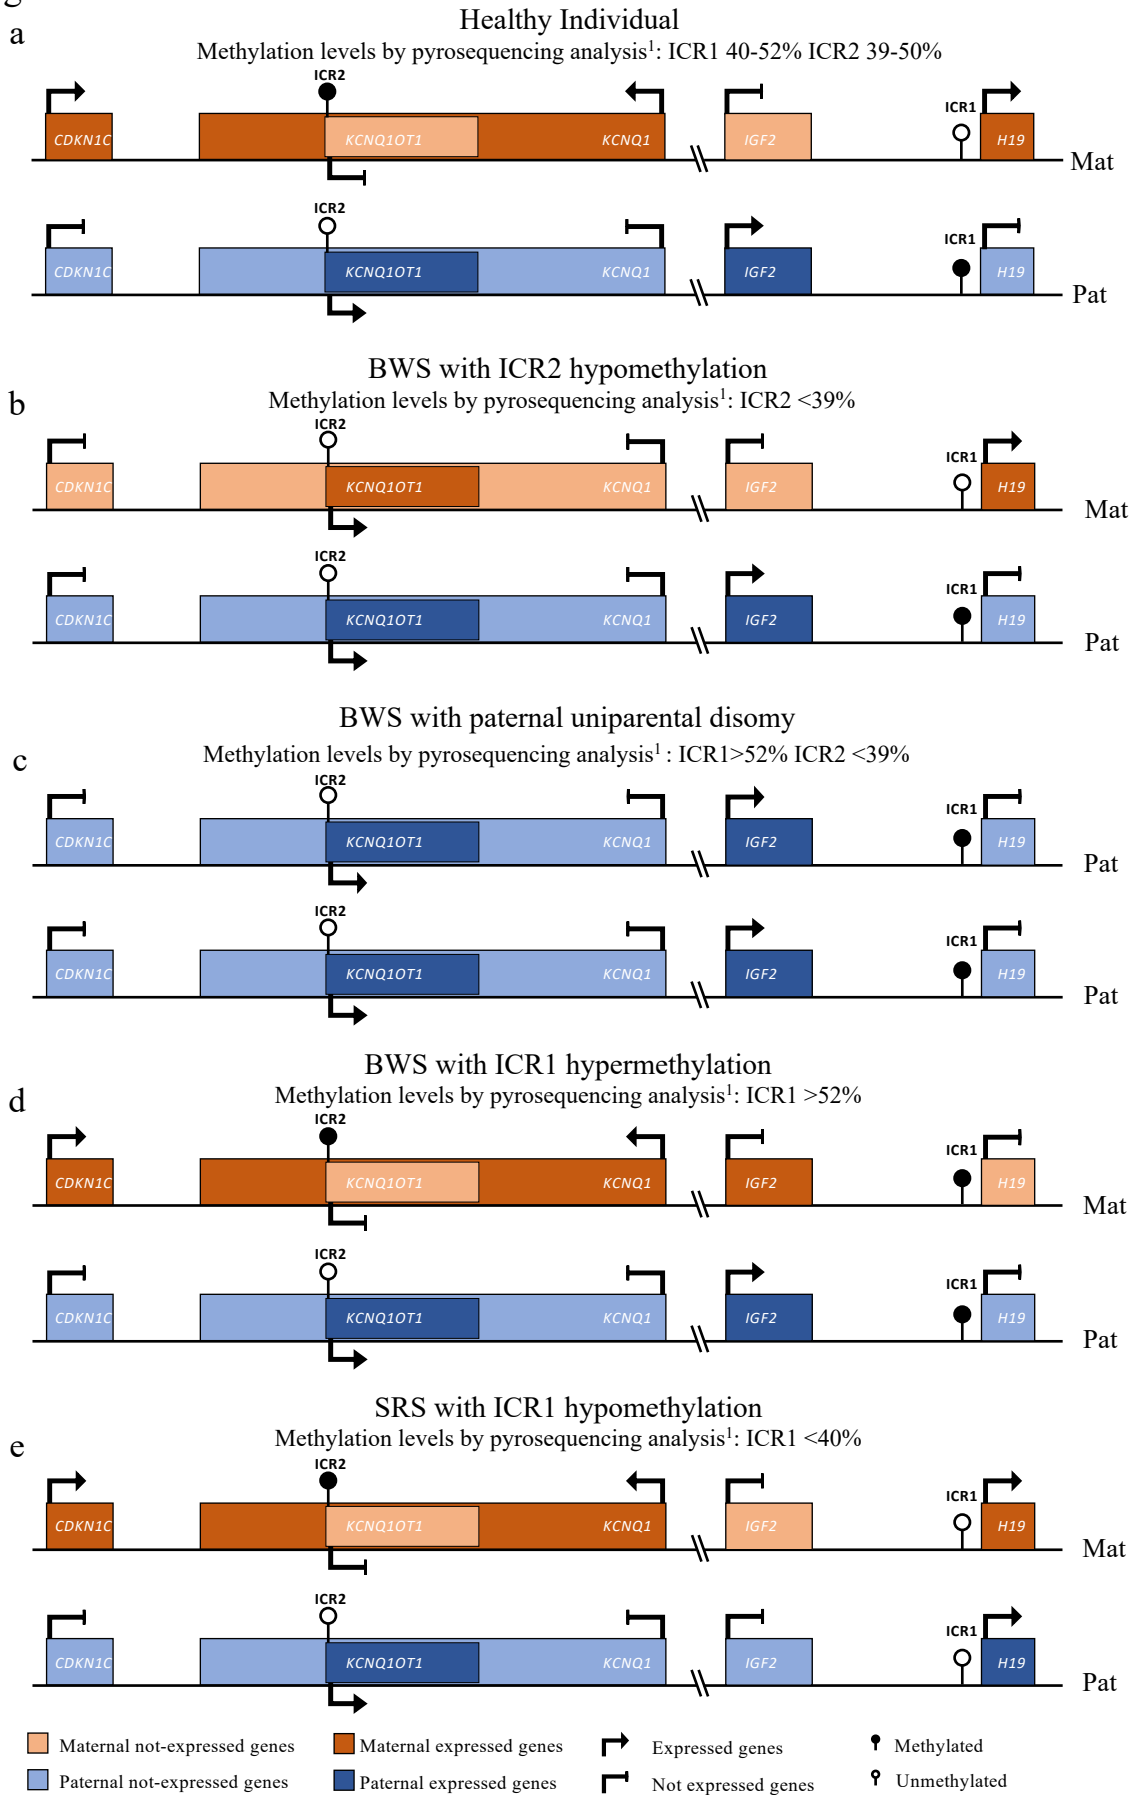 Healthy Individual
a
Methylation levels by pyrosequencing analysis1: ICR1 40-52% ICR2 39-50%
ICR2
ICR1
CDKN1C KCNQ1OT1 KCNQ1 IGF2 H19
Mat
ICR2
ICR1
CDKN1C KCNQ1OT1 KCNQ1 IGF2 H19
Pat
BWS with ICR2 hypomethylation
b
Methylation levels by pyrosequencing analysis1: ICR2 <39%
ICR2
ICR1
CDKN1C KCNQ1OT1 KCNQ1 IGF2 H19
Mat
ICR2
ICR1
CDKN1C KCNQ1OT1 KCNQ1 IGF2 H19
Pat
BWS with paternal uniparental disomy
c
Methylation levels by pyrosequencing analysis1 : ICR1>52% ICR2 <39%
ICR2
ICR1
CDKN1C KCNQ1OT1 KCNQ1 IGF2 H19
Pat
ICR2
ICR1
CDKN1C KCNQ1OT1 KCNQ1 IGF2 H19
Pat
BWS with ICR1 hypermethylation
d
Methylation levels by pyrosequencing analysis1: ICR1 >52%
ICR2
ICR1
CDKN1C KCNQ1OT1 KCNQ1 IGF2 H19
Mat
ICR2
ICR1
CDKN1C KCNQ1OT1 KCNQ1 IGF2 H19
Pat
SRS with ICR1 hypomethylation
e
Methylation levels by pyrosequencing analysis1: ICR1 <40%
ICR2
ICR1
CDKN1C KCNQ1OT1 KCNQ1 IGF2 H19
Mat
ICR2
ICR1
CDKN1C KCNQ1OT1 KCNQ1 IGF2 H19
Pat
Maternal not-expressed genes Maternal expressed genes Expressed genes Methylated
Paternal not-expressed genes Paternal expressed genes Not expressed genes Unmethylated